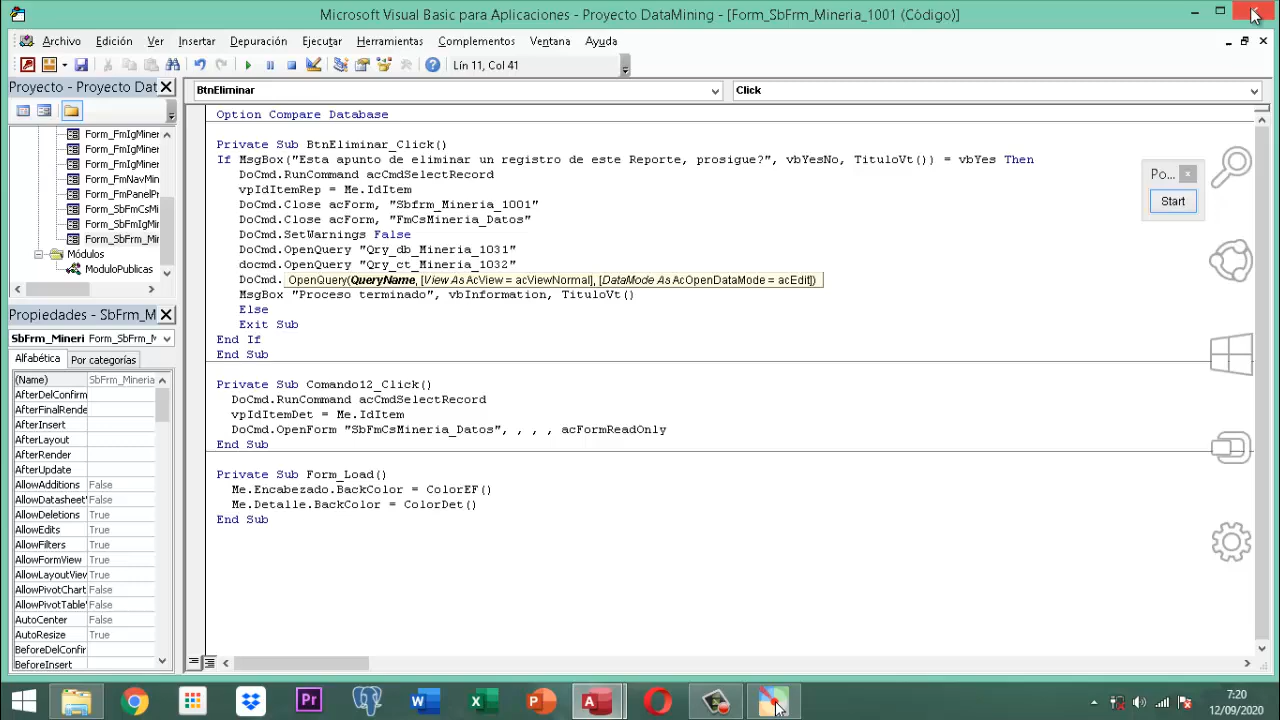 Microsoft Visual Basic para Aplicaciones - Proyecto DataMining - [Form_SbFrm_Mineria_1001 (Código)]
Archivo Edición Ver Insertar Formato Depuración Ejecutar Herramientas Complementos Ventana Ayuda
Lín 11, Col 41
Proyecto - Proyecto Dat
BtnEliminar
Click
Form_FmIgMiner
Form_FmIgMiner
Form_FmIgMiner
Form_FmNavMin
Form_FmPanelPr
Form_SbFmCsMi
Form_SbFmIgMi
Form_SbFrm_Mi
Módulos
ModuloPublicas
Option Compare Database
Private Sub BtnEliminar_Click()
If MsgBox("Esta apunto de eliminar un registro de este Reporte, prosigue?", vbYesNo, TituloVt()) = vbYes Then
DoCmd.RunCommand acCmdSelectRecord
vpIdItemRep = Me.IdItem
DoCmd.Close acForm, "Sbfrm_Mineria_1001"
DoCmd.Close acForm, "FmCsMineria_Datos"
DoCmd.SetWarnings False
DoCmd.OpenQuery "Qry_db_Mineria_1031"
docmd.OpenQuery "Qry_ct_Mineria_1032"
DoCmd.
OpenQuery(QueryName, [View As AcView = acViewNormal], [DataMode As AcOpenDataMode = acEdit])
MsgBox "Proceso terminado", vbInformation, TituloVt()
Else
Exit Sub
End If
End Sub
Private Sub Comando12_Click()
DoCmd.RunCommand acCmdSelectRecord
vpIdItemDet = Me.IdItem
DoCmd.OpenForm "SbFmCsMineria_Datos", , , , acFormReadOnly
End Sub
Private Sub Form_Load()
Me.Encabezado.BackColor = ColorEF()
Me.Detalle.BackColor = ColorDet()
End Sub
Po...
Start
Propiedades - SbFrm_M
SbFrm_Mineri Form_SbFrm_M
Alfabética Por categorías
(Name) SbFrm_Mineria
AfterDelConfirm
AfterFinalRende
AfterInsert
AfterLayout
AfterRender
AfterUpdate
AllowAdditions False
AllowDatasheet False
AllowDeletions True
AllowEdits True
AllowFilters True
AllowFormView True
AllowLayoutView True
AllowPivotChart False
AllowPivotTable False
AutoCenter False
AutoResize True
BeforeDelConfir
BeforeInsert
7:20
12/09/2020